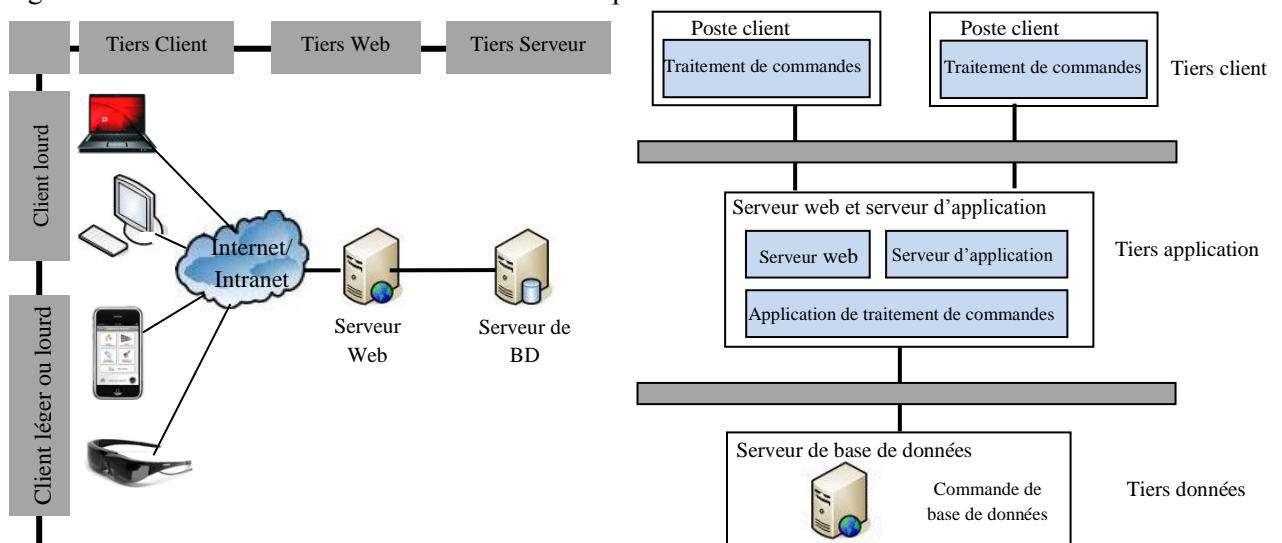 Tiers Client
Tiers Web
Tiers Serveur
Client lourd
Client léger ou lourd
Internet/
Intranet
Serveur
Web
Serveur de
BD
Poste client
Traitement de commandes
Poste client
Traitement de commandes
Tiers client
Serveur web et serveur d’application
Serveur web
Serveur d’application
Application de traitement de commandes
Tiers application
Serveur de base de données
Commande de
base de données
Tiers données